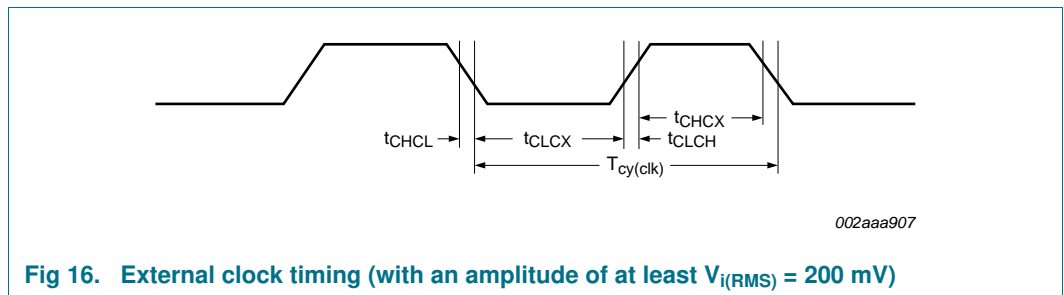 tCHCX
tCHCL tCLCX tCLCH
Tcy(clk)
002aaa907
Fig 16. External clock timing (with an amplitude of at least Vi(RMS) = 200 mV)